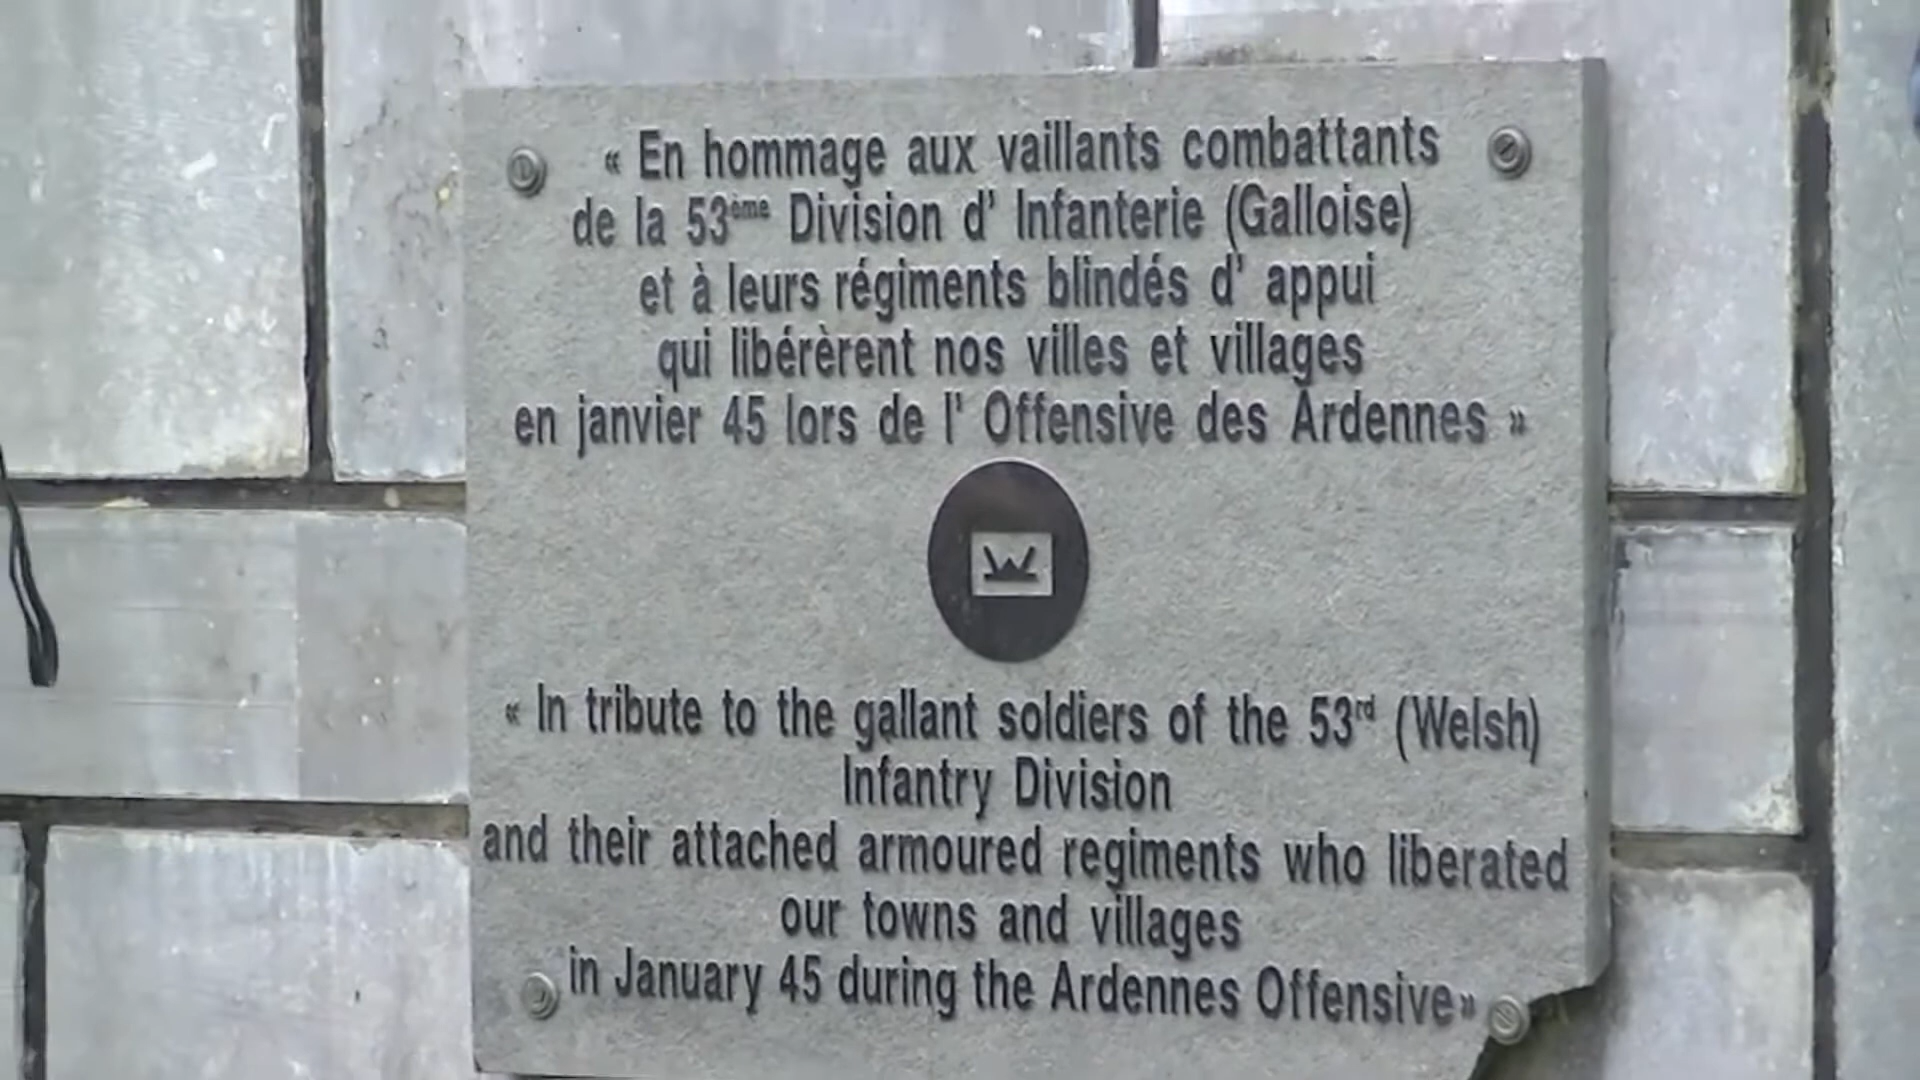 « En hommage aux vaillants combattants
de la 53ème Division d' Infanterie (Galloise)
et à leurs régiments blindés d' appui
qui libérèrent nos villes et villages
en janvier 45 lors de l' Offensive des Ardennes »
W
« In tribute to the gallant soldiers of the 53rd (Welsh)
Infantry Division
and their attached armoured regiments who liberated
our towns and villages
in January 45 during the Ardennes Offensive»